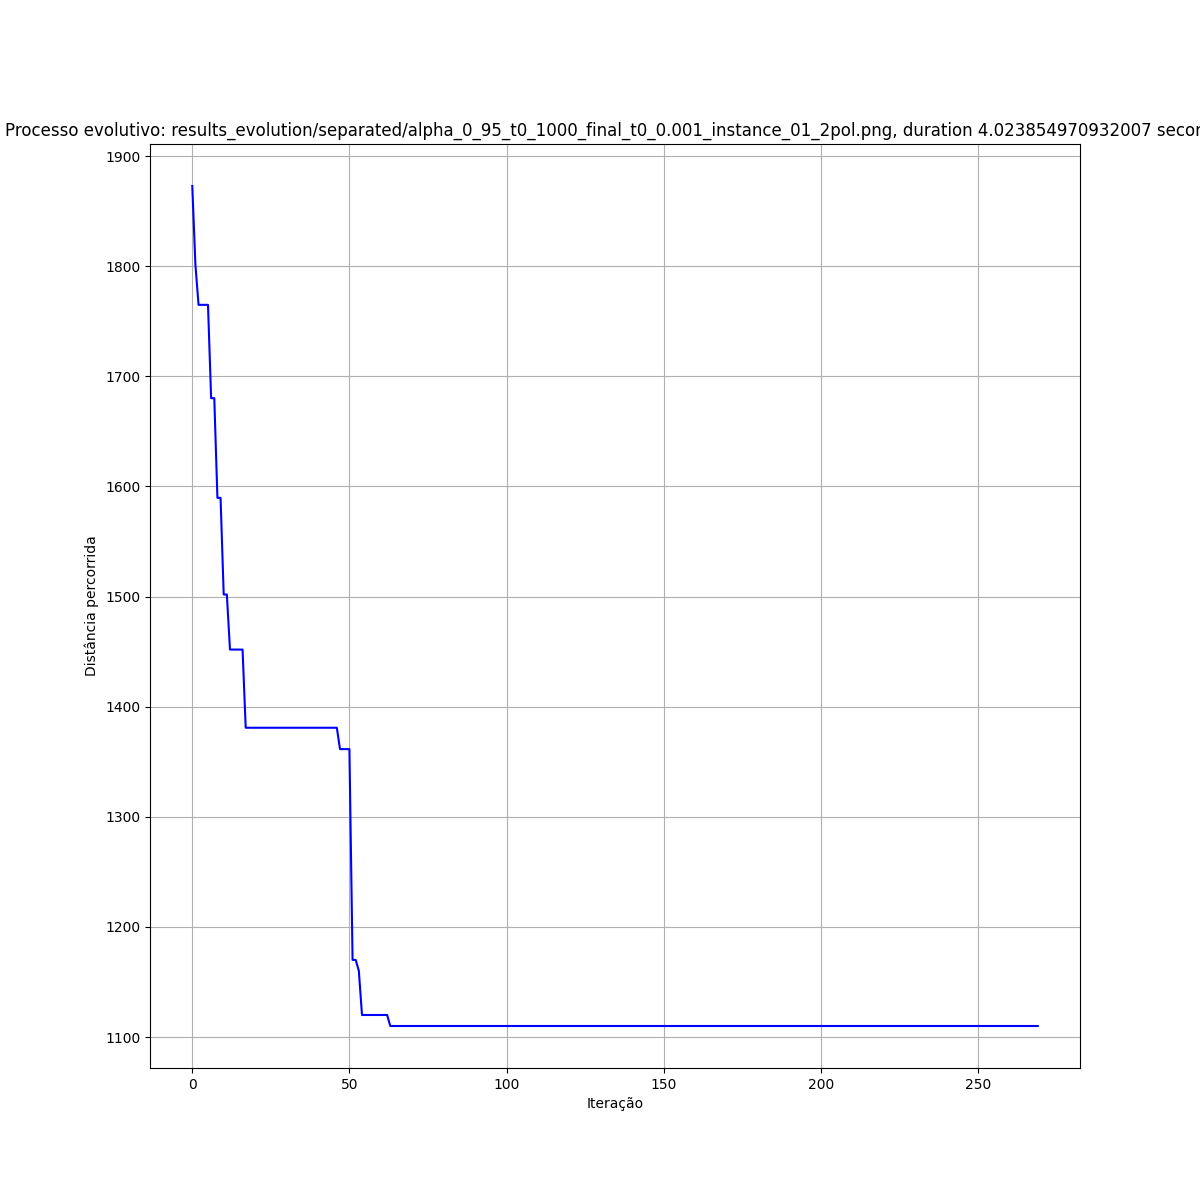 Processo evolutivo: results_evolution/separated/alpha_0_95_t0_1000_final_t0_0.001_instance_01_2pol.png, duration 4.023854970932007
1900
1800
1700
1600
1500
1400
1300
1200
1100
Distância percorrida
0 50 100 150 200 250
Iteração